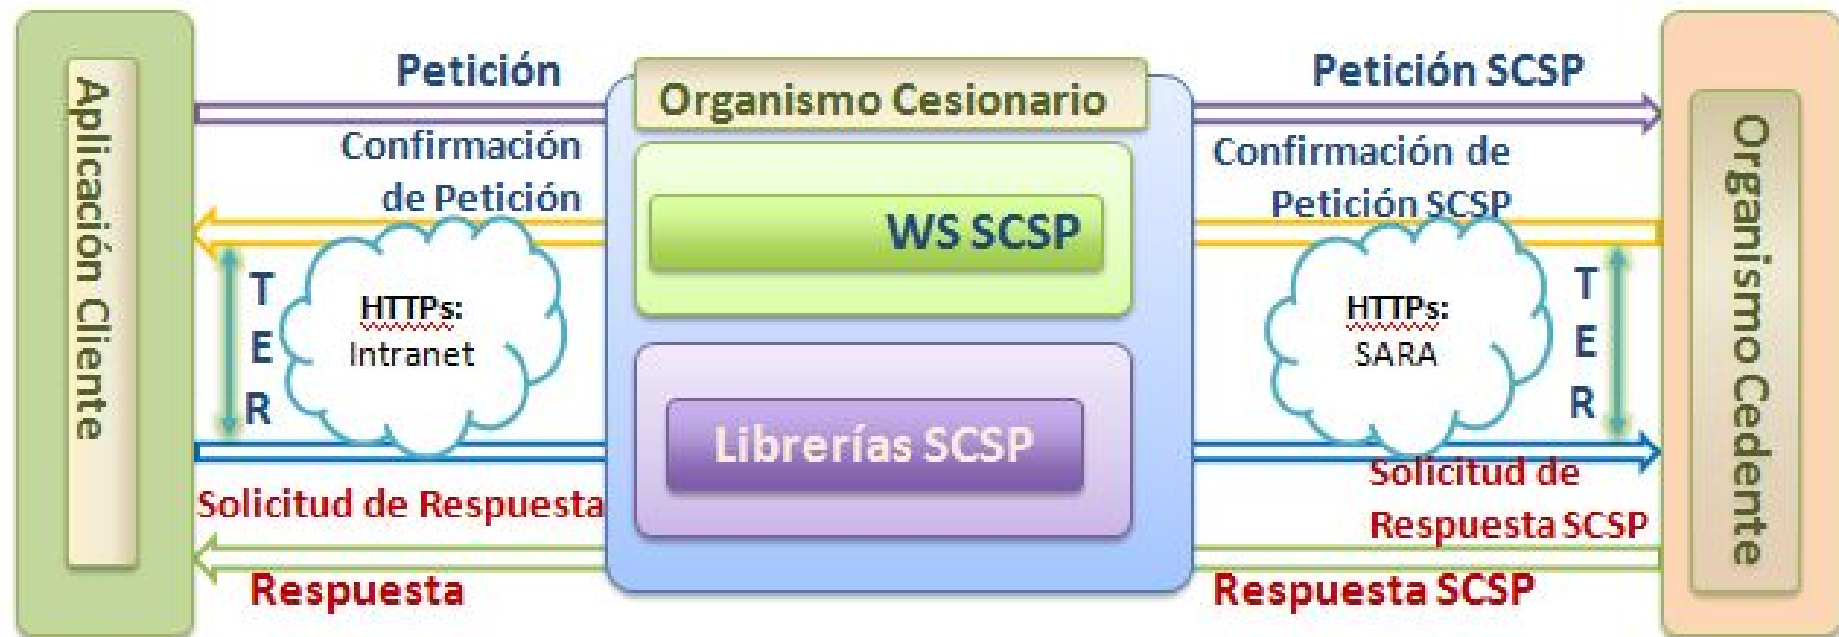 Aplicación Cliente
Petición
Confirmación
de Petición
T
E
R
HTTPs:
Intranet
Solicitud de Respuesta
Respuesta
Organismo Cesionario
WS SCSP
Librerías SCSP
Petición SCSP
Confirmación de
Petición SCSP
HTTPs:
SARA
T
E
R
Solicitud de
Respuesta SCSP
Respuesta SCSP
Organismo Cedente